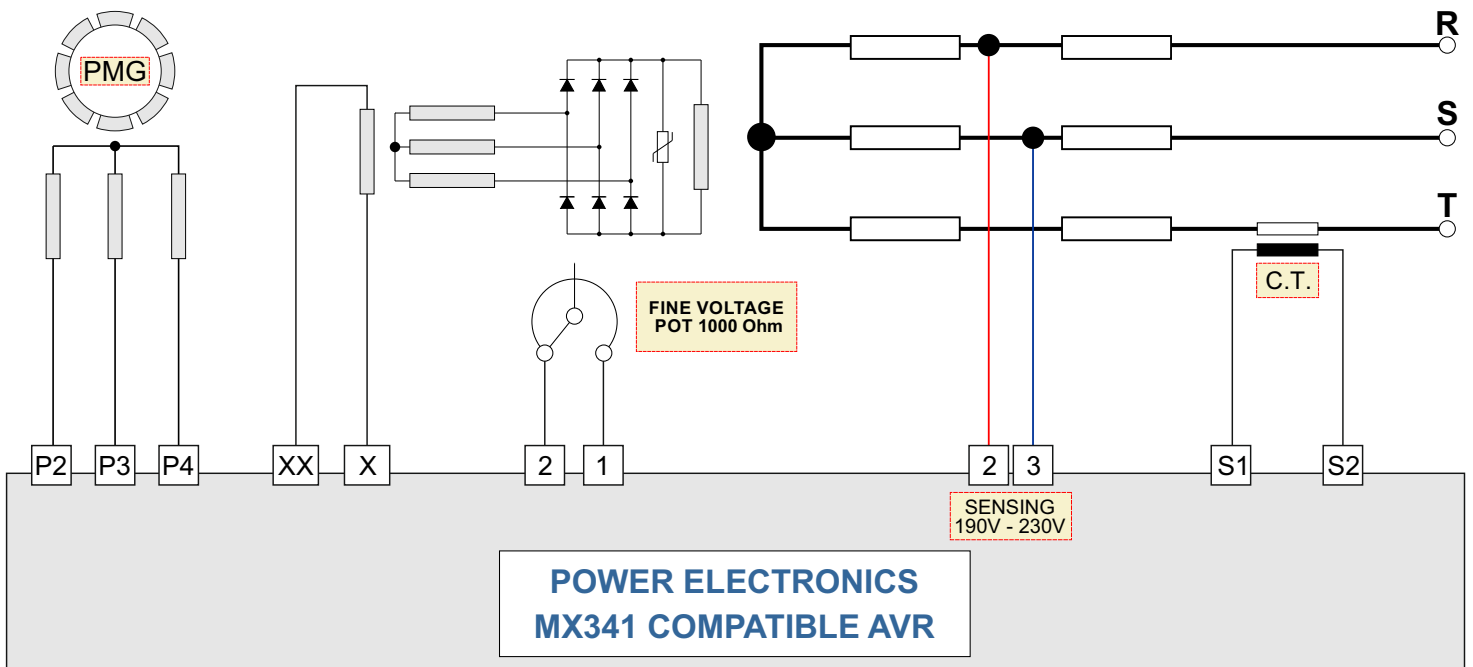 R
PMG
S
T
C.T.
FINE VOLTAGE
POT 1000 Ohm
P2 P3 P4 XX X 2 1 2 3 S1 S2
SENSING
190V - 230V
POWER ELECTRONICS
MX341 COMPATIBLE AVR